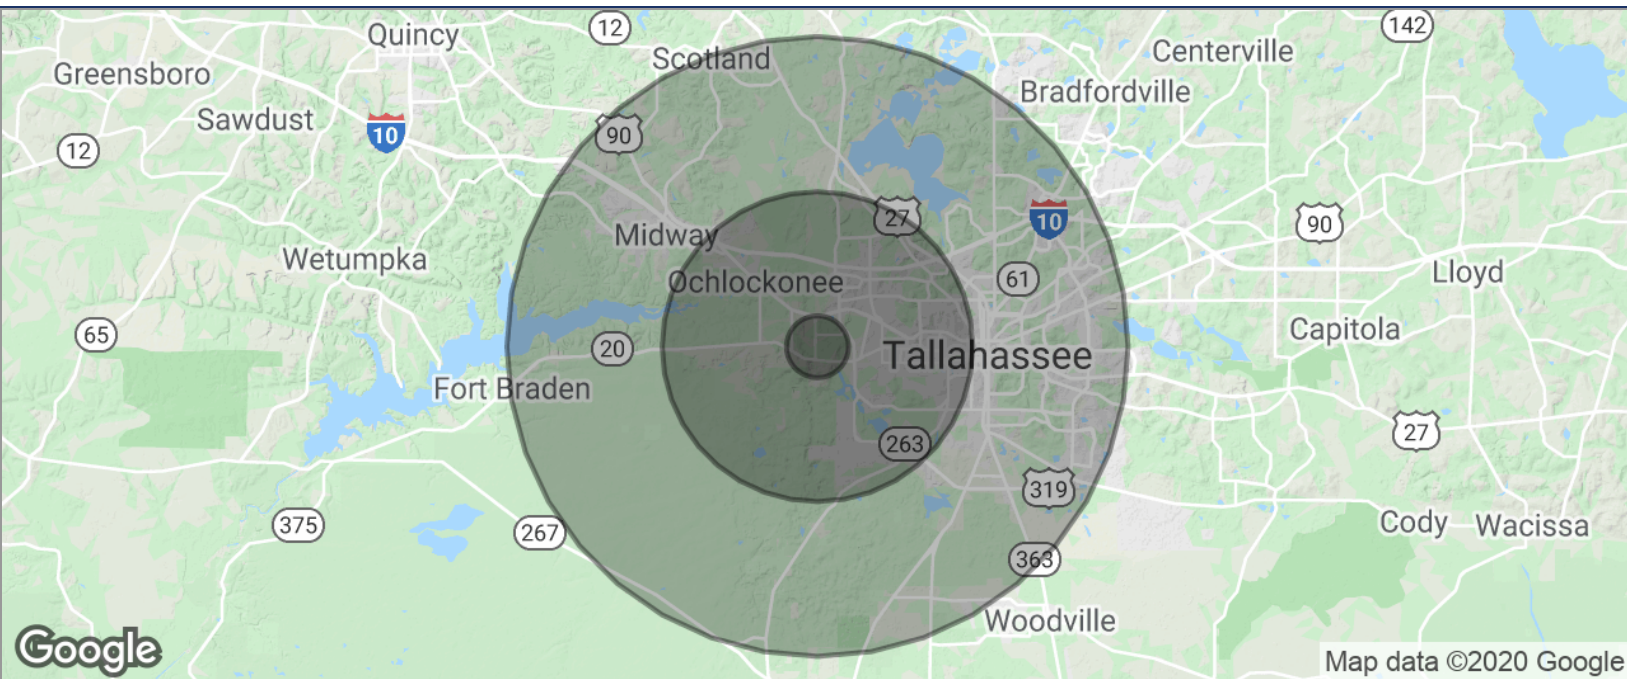 12
142
Quincy
Centerville
Scotland
Greensboro
Bradfordville
Sawdust
10
90
12
27
10
90
Midway
Wetumpka
Lloyd
61
Ochlockonee
Capitola
65
20
Tallahassee
Fort Braden
27
263
319
375
267
Cody
Wacissa
363
Woodville
Google
Map data ©2020 Google